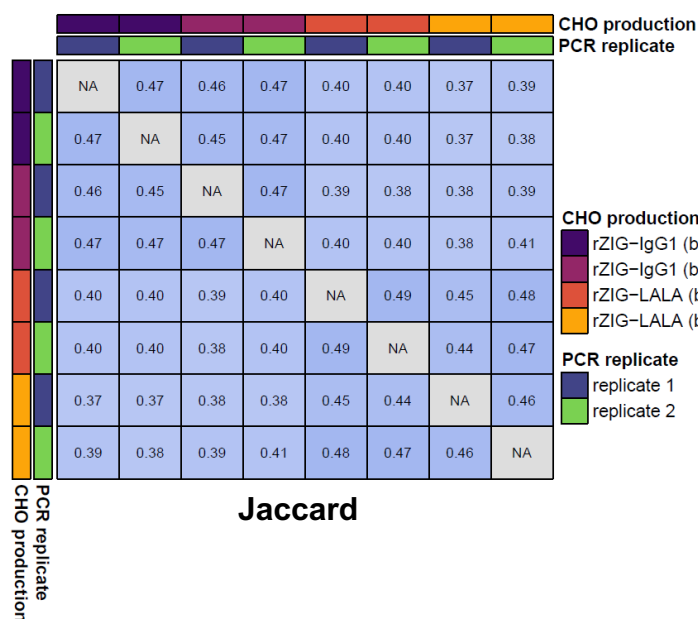 CHO production
PCR replicate
NA 0.47 0.46 0.47 0.40 0.40 0.37 0.39
0.47 NA 0.45 0.47 0.40 0.40 0.37 0.38
0.46 0.45 NA 0.47 0.39 0.38 0.38 0.39
0.47 0.47 0.47 NA 0.40 0.40 0.38 0.41
0.40 0.40 0.39 0.40 NA 0.49 0.45 0.48
0.40 0.40 0.38 0.40 0.49 NA 0.44 0.47
0.37 0.37 0.38 0.38 0.45 0.44 NA 0.46
0.39 0.38 0.39 0.41 0.48 0.47 0.46 NA
CHO production
PCR replicate
Jaccard
CHO production
rZIG−IgG1 (b
rZIG−IgG1 (b
rZIG−LALA (b
rZIG−LALA (b
PCR replicate
replicate 1
replicate 2